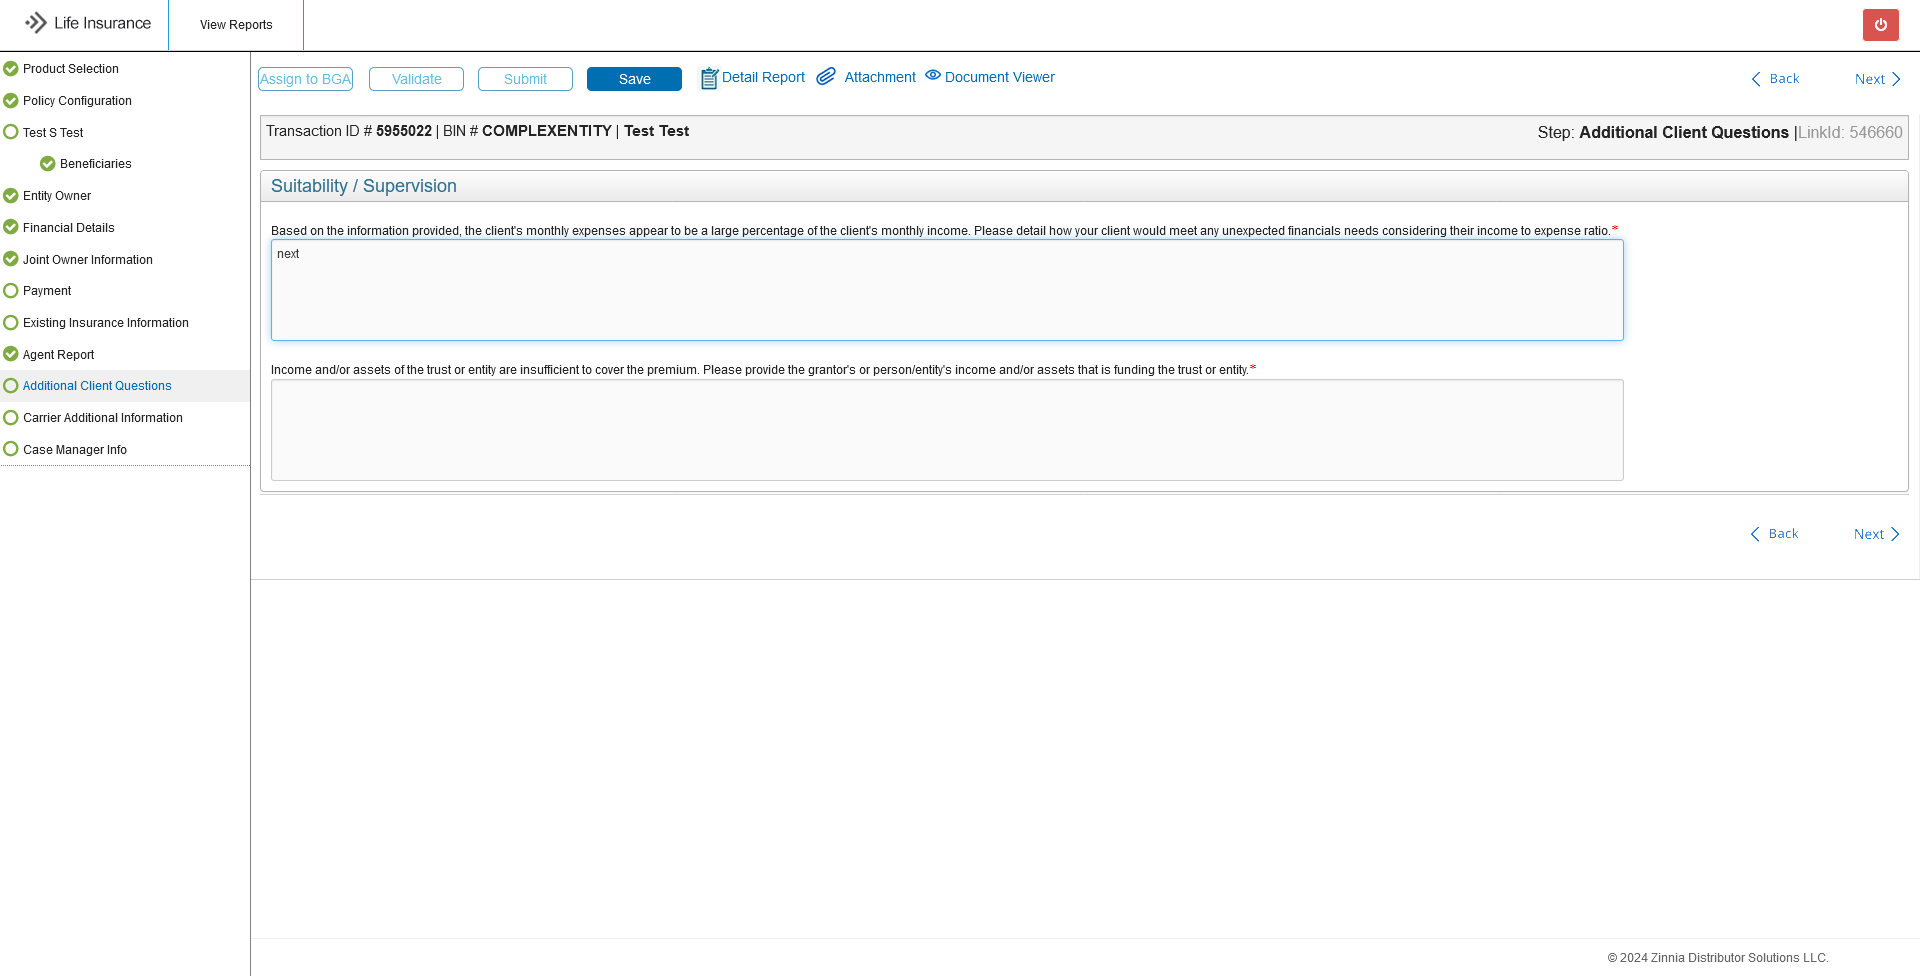 Life Insurance
View Reports
Product Selection
Policy Configuration
Test S Test
Beneficiaries
Entity Owner
Financial Details
Joint Owner Information
Payment
Existing Insurance Information
Agent Report
Additional Client Questions
Carrier Additional Information
Case Manager Info
Assign to BGA
Validate
Submit
Save
Detail Report
Attachment
Document Viewer
Back
Next
Transaction ID # 5955022 | BIN # COMPLEXENTITY | Test Test
Step: Additional Client Questions |LinkId: 546660
Suitability / Supervision
Based on the information provided, the client's monthly expenses appear to be a large percentage of the client's monthly income. Please detail how your client would meet any unexpected financials needs considering their income to expense ratio.*
next
Income and/or assets of the trust or entity are insufficient to cover the premium. Please provide the grantor's or person/entity's income and/or assets that is funding the trust or entity.*
Back
Next
© 2024 Zinnia Distributor Solutions LLC.